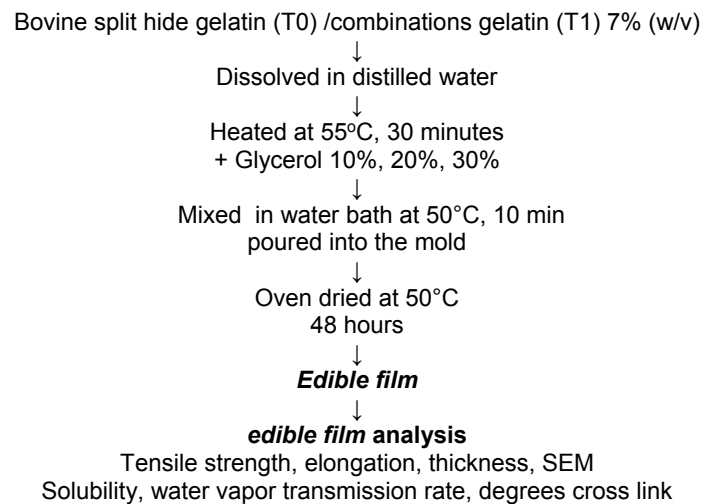 Bovine split hide gelatin (T0) /combinations gelatin (T1) 7% (w/v)
↓
Dissolved in distilled water
↓
Heated at 55ºC, 30 minutes
+ Glycerol 10%, 20%, 30%
↓
Mixed in water bath at 50°C, 10 min
poured into the mold
↓
Oven dried at 50°C
48 hours
↓
Edible film
↓
edible film analysis
Tensile strength, elongation, thickness, SEM
Solubility, water vapor transmission rate, degrees cross link